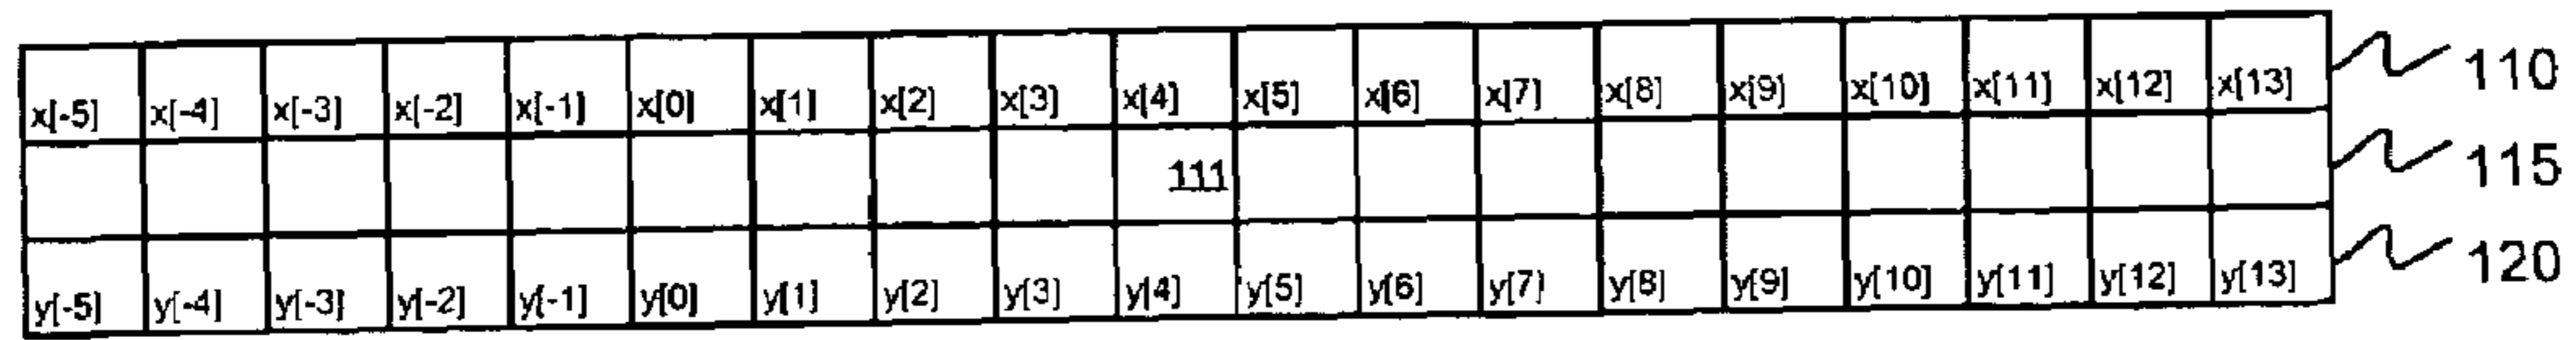 x[-5] x[-4] x[-3] x[-2] x[-1] x[0] x[1] x[2] x[3] x[4] x[5] x[6] x[7] x[8] x[9] x[10] x[11] x[12] x[13] 110
111 115
y[-5] y[-4] y[-3] y[-2] y[-1] y[0] y[1] y[2] y[3] y[4] y[5] y[6] y[7] y[8] y[9] y[10] y[11] y[12] y[13] 120